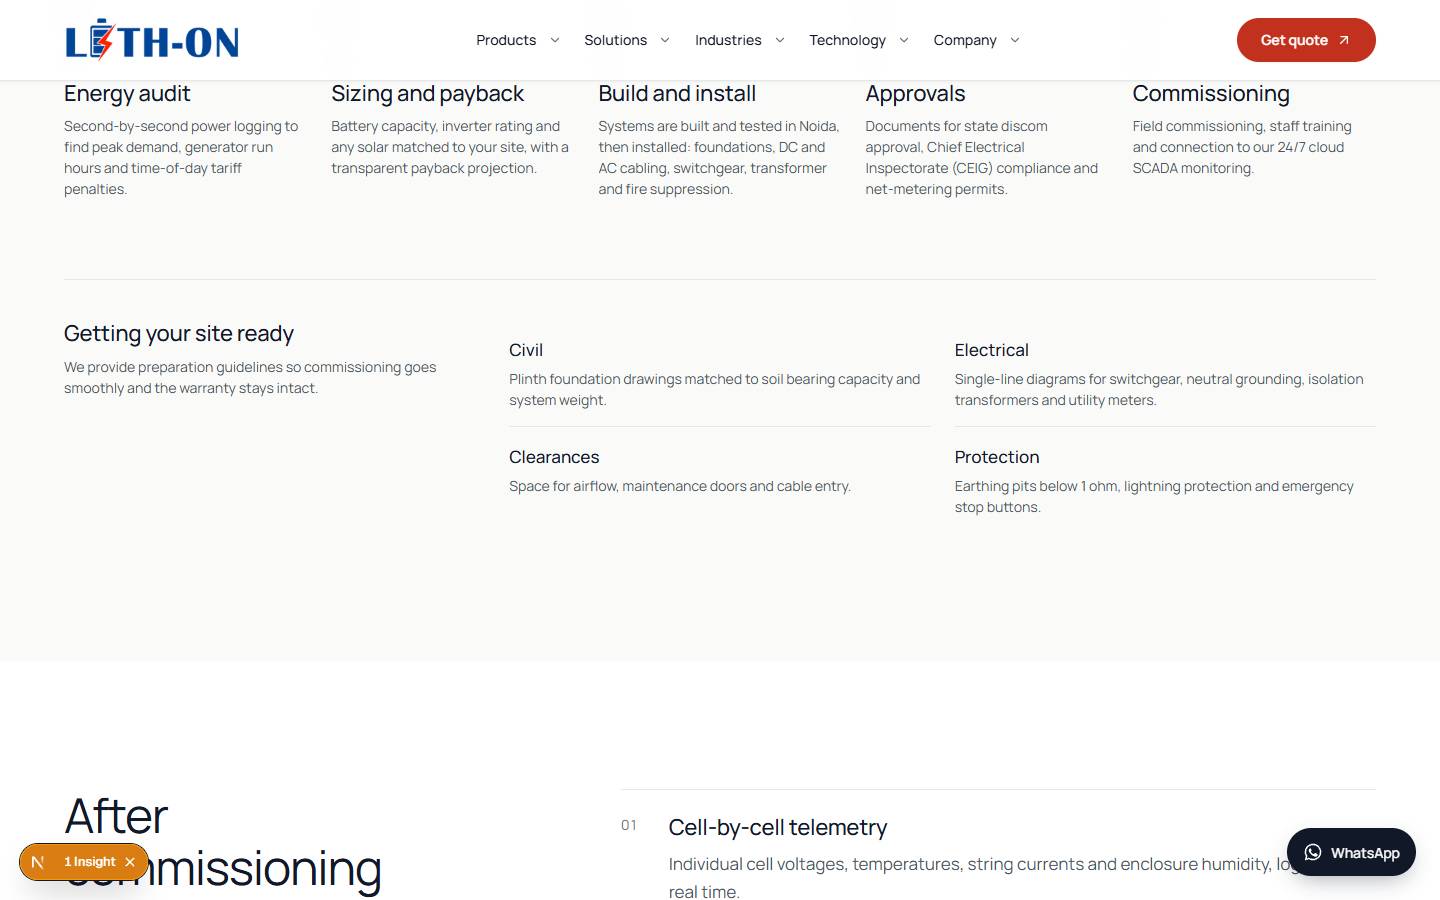 LITH-ON
Products
Solutions
Industries
Technology
Company
Get quote
Energy audit
Second-by-second power logging to
find peak demand, generator run
hours and time-of-day tariff
penalties.
Sizing and payback
Battery capacity, inverter rating and
any solar matched to your site, with a
transparent payback projection.
Build and install
Systems are built and tested in Noida,
then installed: foundations, DC and
AC cabling, switchgear, transformer
and fire suppression.
Approvals
Documents for state discom
approval, Chief Electrical
Inspectorate (CEIG) compliance and
net-metering permits.
Commissioning
Field commissioning, staff training
and connection to our 24/7 cloud
SCADA monitoring.
Getting your site ready
We provide preparation guidelines so commissioning goes
smoothly and the warranty stays intact.
Civil
Plinth foundation drawings matched to soil bearing capacity and
system weight.
Electrical
Single-line diagrams for switchgear, neutral grounding, isolation
transformers and utility meters.
Clearances
Space for airflow, maintenance doors and cable entry.
Protection
Earthing pits below 1 ohm, lightning protection and emergency
stop buttons.
After
commissioning
N 1 Insight
01
Cell-by-cell telemetry
Individual cell voltages, temperatures, string currents and enclosure humidity,
real time.
WhatsApp